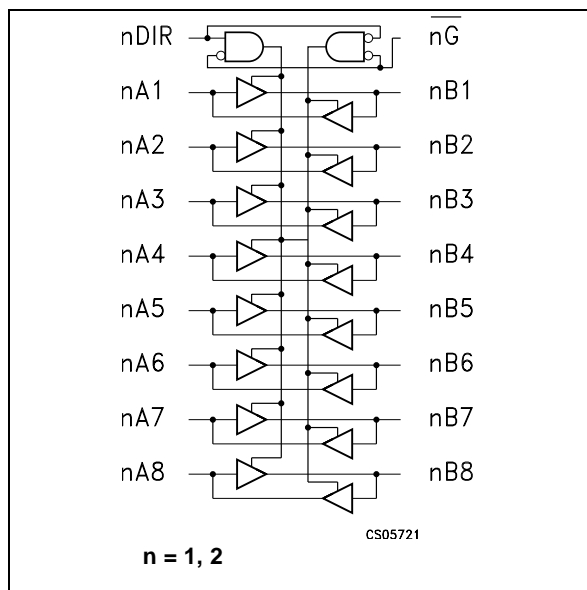 nDIR nG̅
nA1 nB1
nA2 nB2
nA3 nB3
nA4 nB4
nA5 nB5
nA6 nB6
nA7 nB7
nA8 nB8
CS05721
n = 1, 2